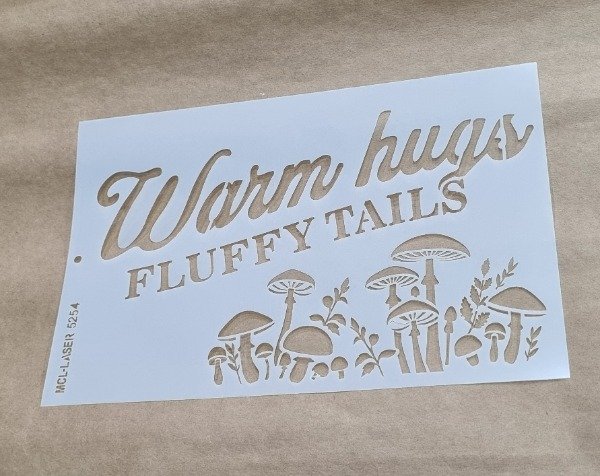 Warm hugs
FLUFFY TAILS
MCL-LASER 5254